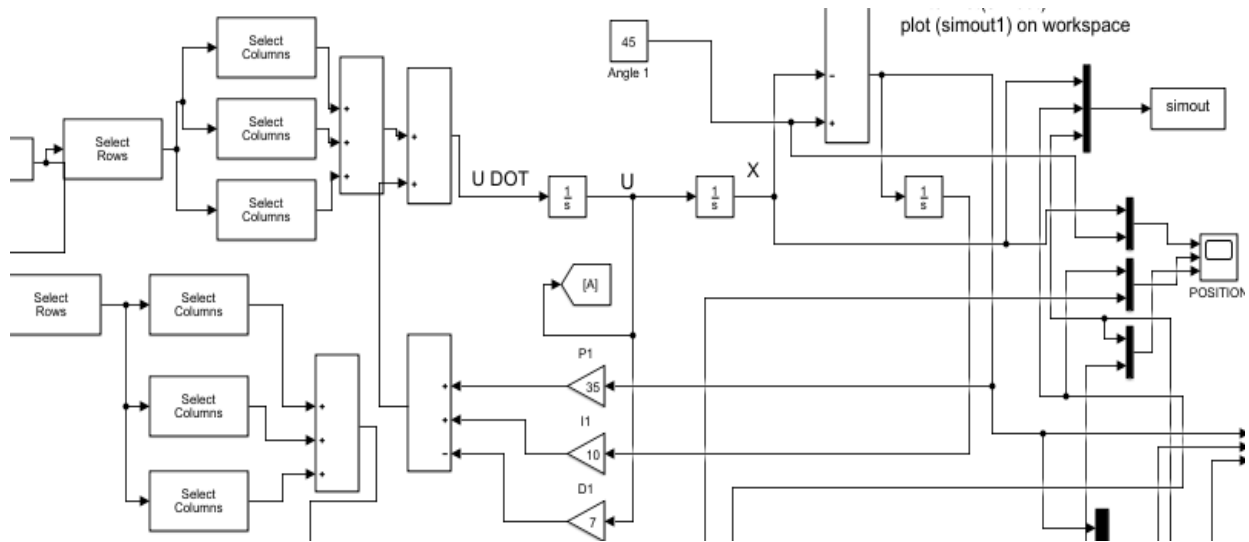 plot (simout1) on workspace
Select
Columns
45
Angle 1
Select
Columns
Select
Rows
Select
Columns
simout
U DOT
1
s
U
1
s
X
1
s
Select
Rows
Select
Columns
[A]
POSITION
P1
35
Select
Columns
I1
10
Select
Columns
D1
7
+
+
+
+
+
-
+
+
+
-
+
+
+